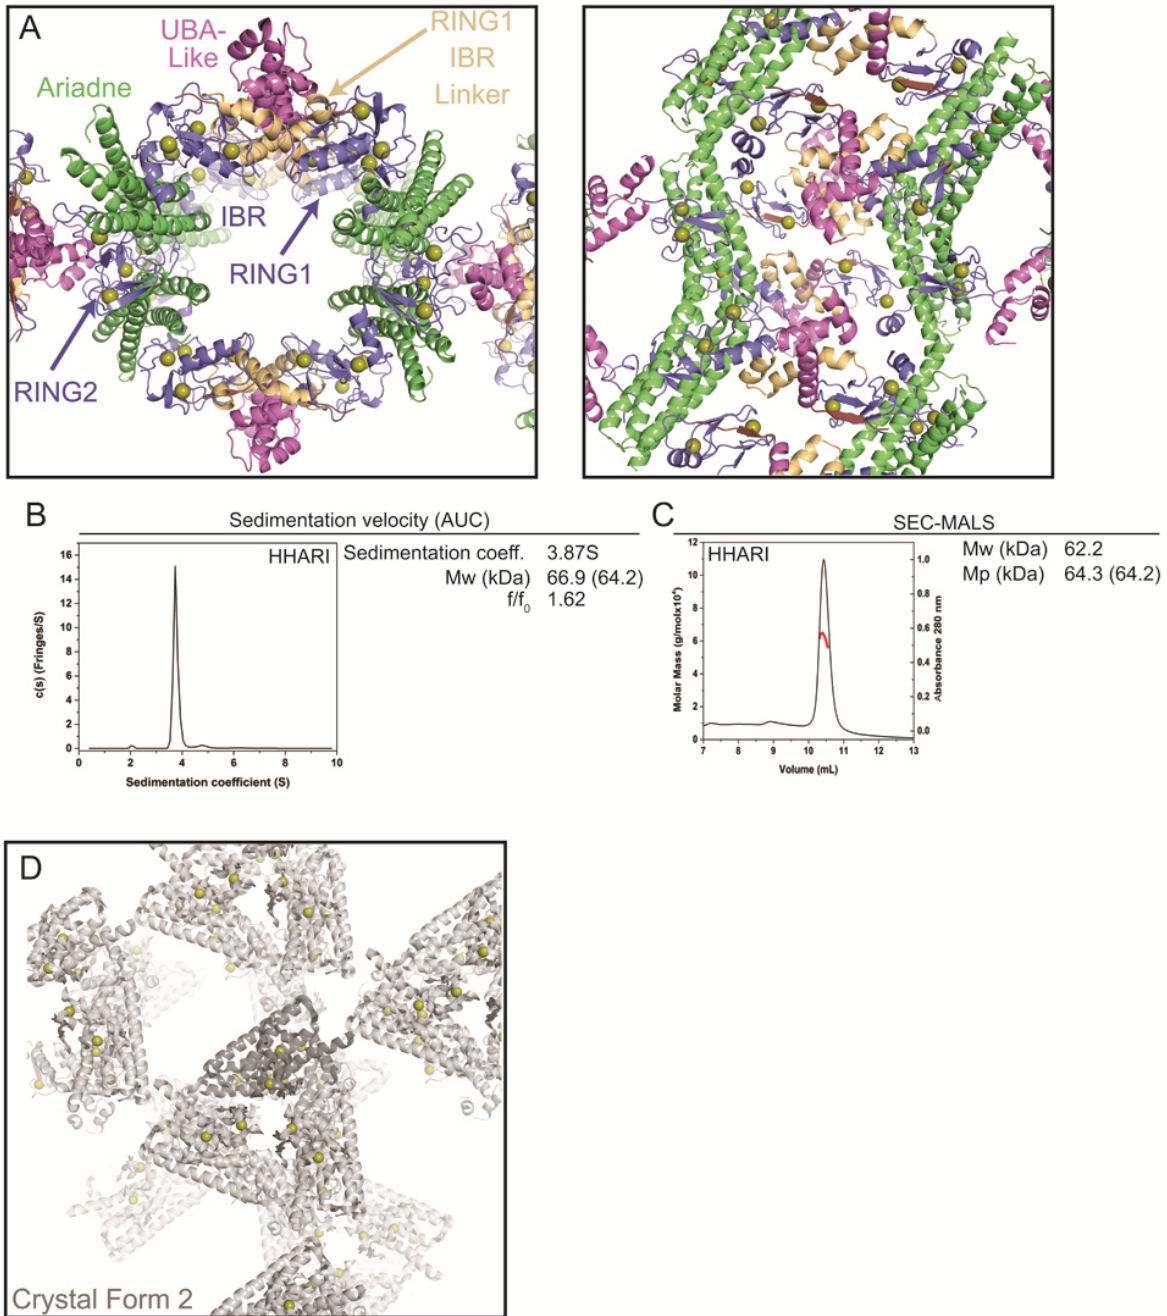 A
UBA-
Like
RING1
IBR
Linker
Ariadne
IBR
RING1
RING2
B
Sedimentation velocity (AUC)
HHARI
Sedimentation coeff. 3.87S
Mw (kDa) 66.9 (64.2)
f/f0 1.62
c(s) (Fringes/S)
16
14
12
10
8
6
4
2
0
0 2 4 6 8 10
Sedimentation coefficient (S)
C
SEC-MALS
HHARI
Mw (kDa) 62.2
Mp (kDa) 64.3 (64.2)
Molar Mass (g/molx10⁴)
12
10
8
6
4
2
0
1.0
0.8
0.6
0.4
0.2
0.0
Absorbance 280 nm
7 8 9 10 11 12 13
Volume (mL)
D
Crystal Form 2